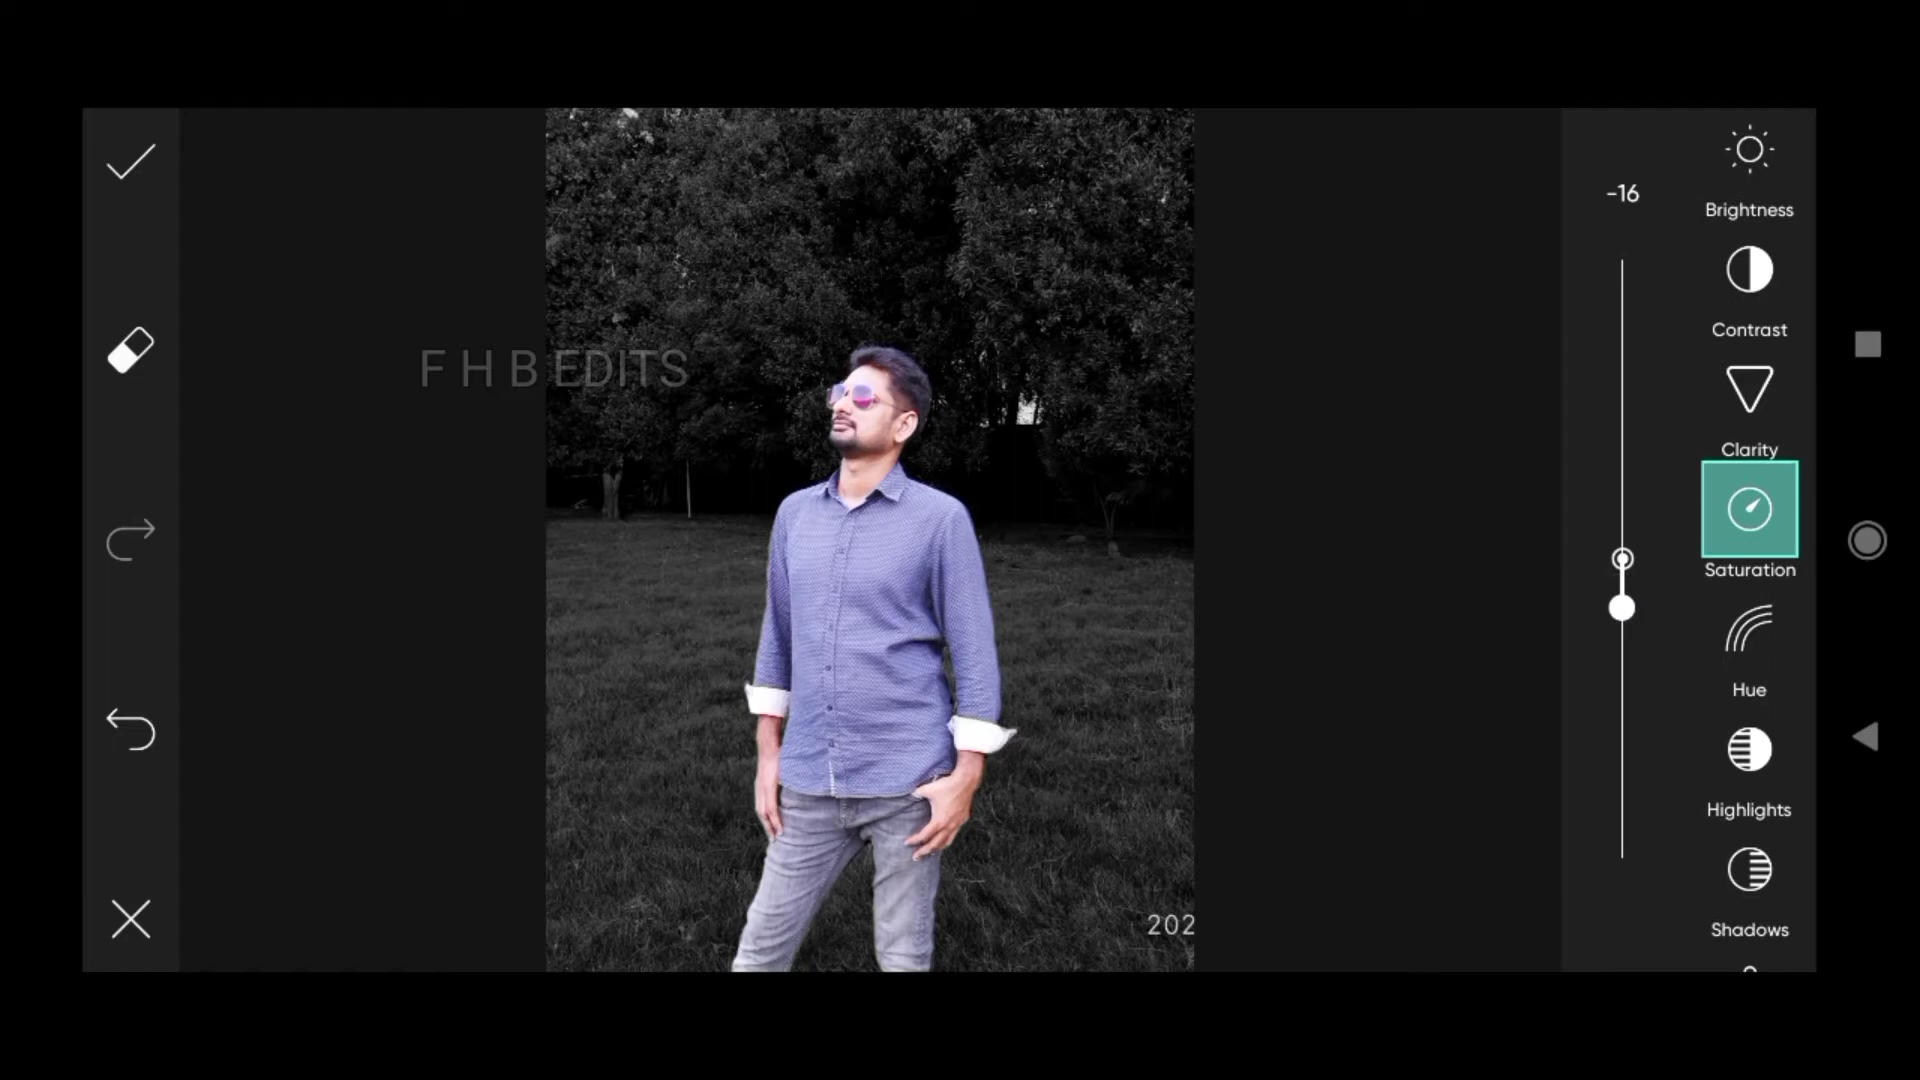 -16
Brightness
Contrast
Clarity
Saturation
Hue
Highlights
Shadows
F H B EDITS
202